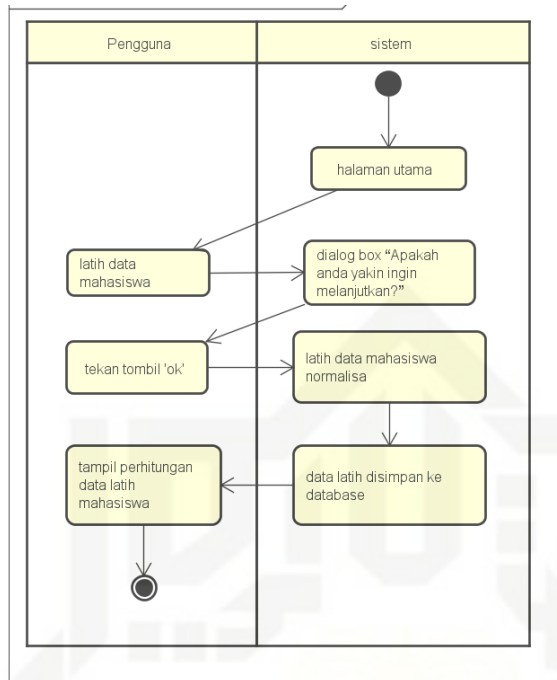 Pengguna
sistem
halaman utama
latih data
mahasiswa
dialog box “Apakah
anda yakin ingin
melanjutkan?”
tekan tombil 'ok'
latih data mahasiswa
normalisa
data latih disimpan ke
database
tampil perhitungan
data latih
mahasiswa